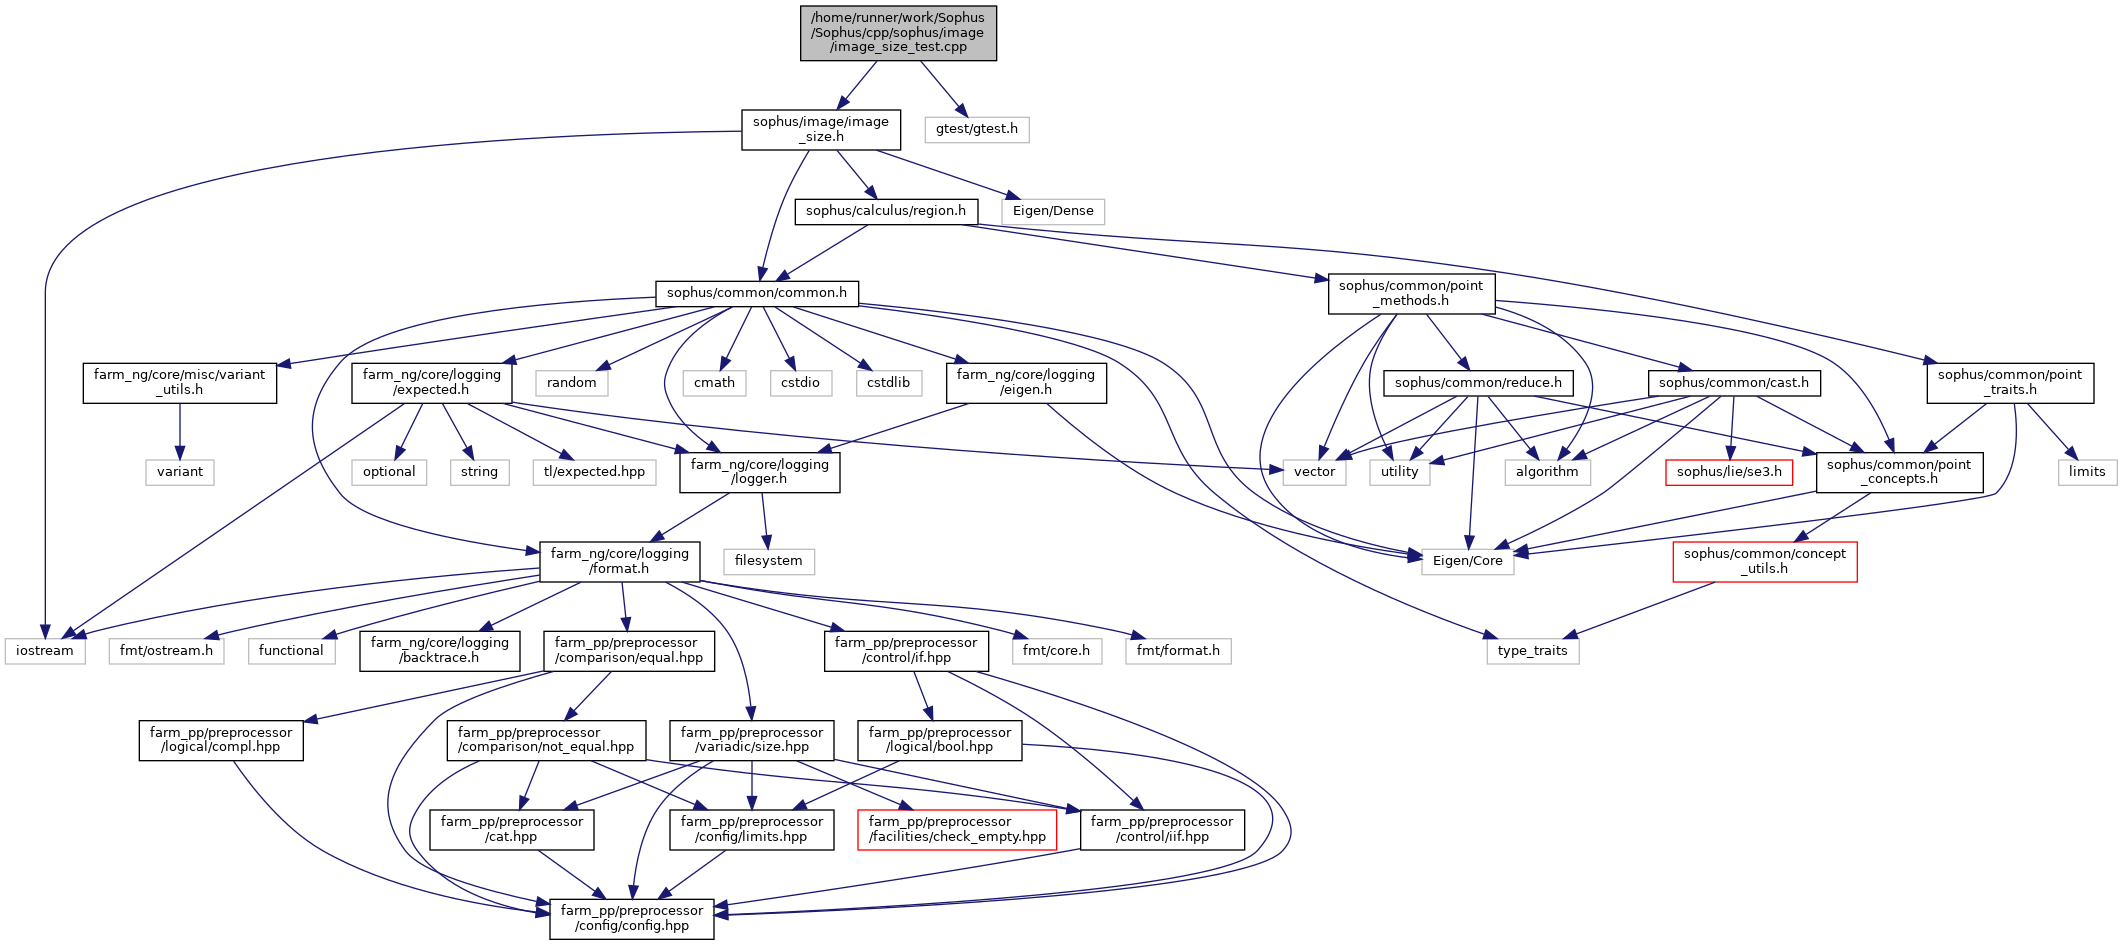 /home/runner/work/Sophus
/Sophus/cpp/sophus/image
/image_size_test.cpp
sophus/image/image
_size.h
gtest/gtest.h
sophus/calculus/region.h
Eigen/Dense
sophus/common/common.h
sophus/common/point
_methods.h
farm_ng/core/misc/variant
_utils.h
farm_ng/core/logging
/expected.h
random
cmath
cstdio
cstdlib
farm_ng/core/logging
/eigen.h
sophus/common/reduce.h
sophus/common/cast.h
sophus/common/point
_traits.h
variant
optional
string
tl/expected.hpp
farm_ng/core/logging
/logger.h
vector
utility
algorithm
sophus/lie/se3.h
sophus/common/point
_concepts.h
limits
farm_ng/core/logging
/format.h
filesystem
Eigen/Core
sophus/common/concept
_utils.h
iostream
fmt/ostream.h
functional
farm_ng/core/logging
/backtrace.h
farm_pp/preprocessor
/comparison/equal.hpp
farm_pp/preprocessor
/control/if.hpp
fmt/core.h
fmt/format.h
type_traits
farm_pp/preprocessor
/logical/compl.hpp
farm_pp/preprocessor
/comparison/not_equal.hpp
farm_pp/preprocessor
/variadic/size.hpp
farm_pp/preprocessor
/logical/bool.hpp
farm_pp/preprocessor
/cat.hpp
farm_pp/preprocessor
/config/limits.hpp
farm_pp/preprocessor
/facilities/check_empty.hpp
farm_pp/preprocessor
/control/iif.hpp
farm_pp/preprocessor
/config/config.hpp